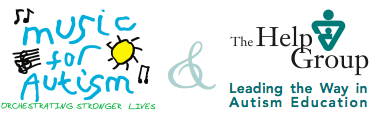 music
for
Autism
ORCHESTRATING STRONGER LIVES
&
The Help
Group
Leading the Way in
Autism Education